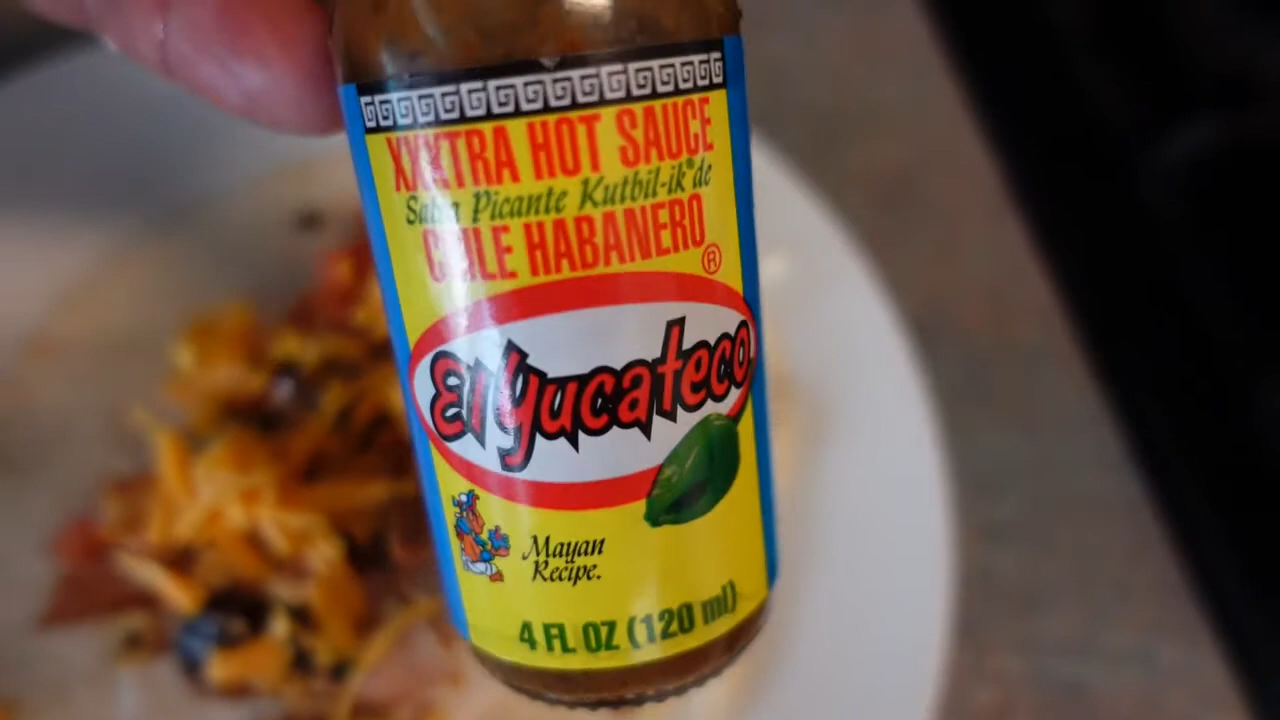 XXXTRA HOT SAUCE
Salsa Picante Kutbil-ik® de
CHILE HABANERO
®
El Yucateco
Mayan
Recipe.
4 FL OZ (120 ml)